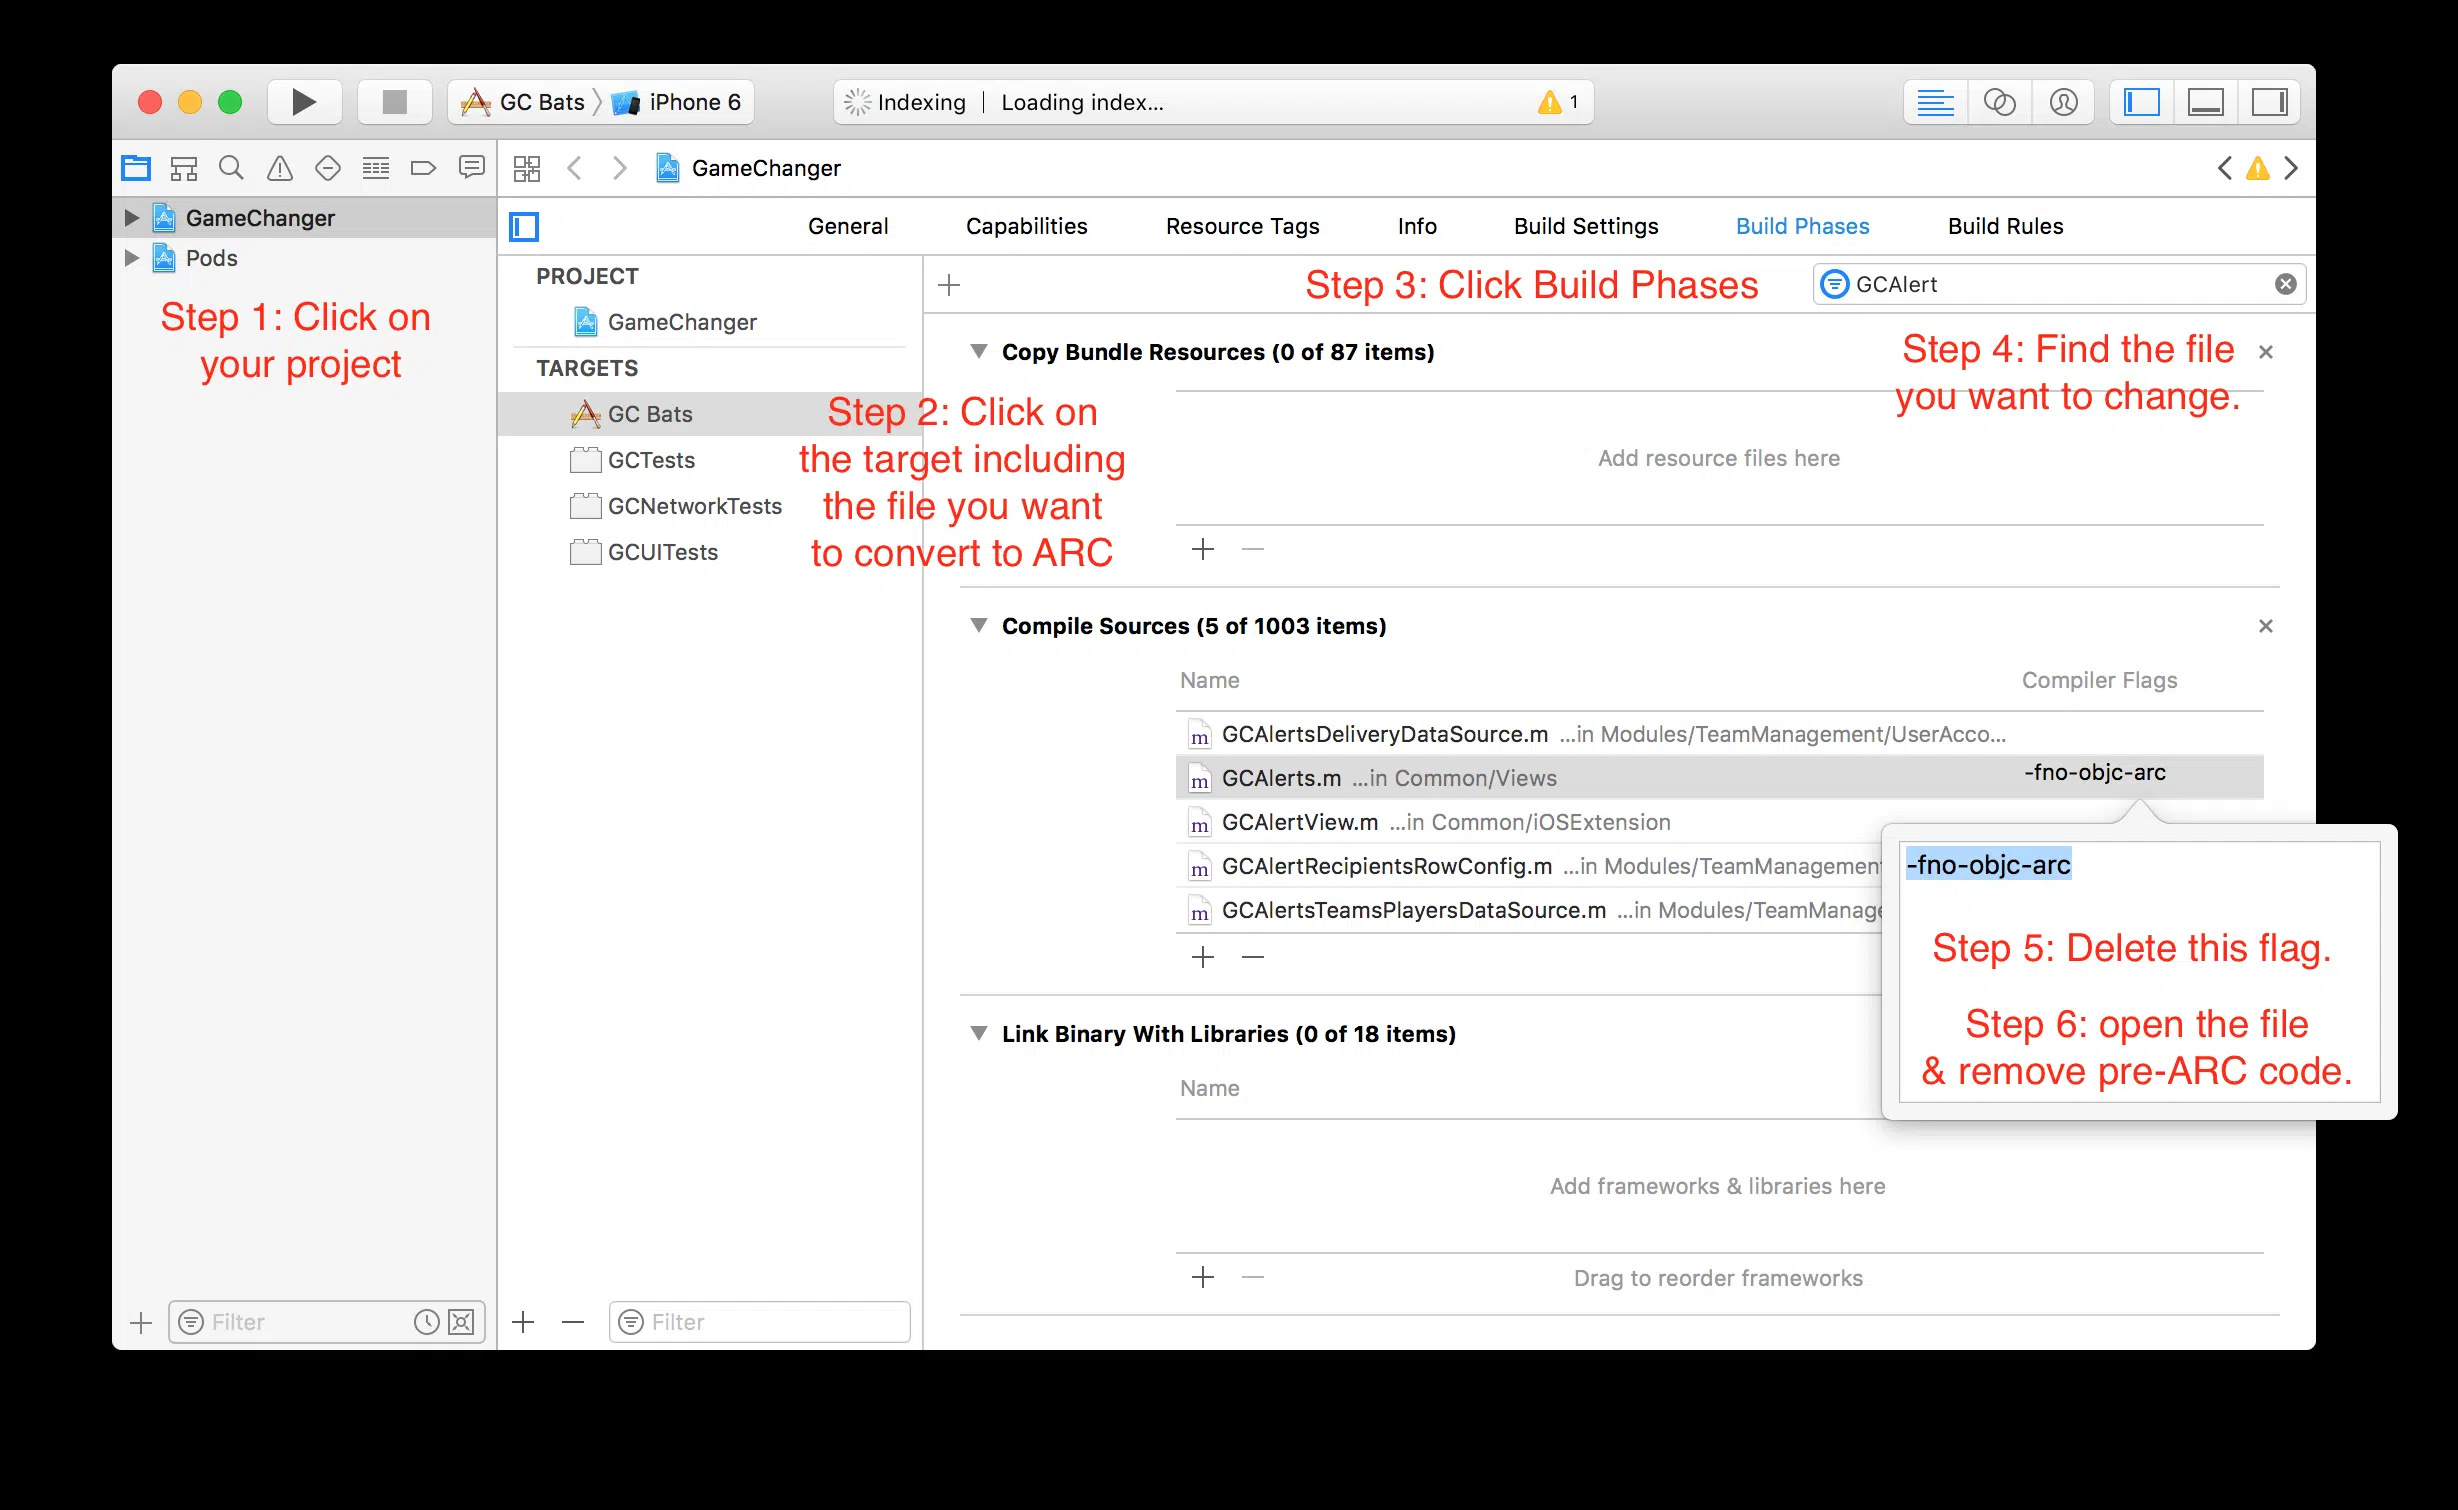 GC Bats
iPhone 6
Indexing | Loading index...
1
GameChanger
GameChanger
Pods
Step 1: Click on
your project
General
Capabilities
Resource Tags
Info
Build Settings
Build Phases
Build Rules
PROJECT
GameChanger
TARGETS
GC Bats
GCTests
GCNetworkTests
GCUITests
Step 2: Click on
the target including
the file you want
to convert to ARC
Step 3: Click Build Phases
GCAlert
Step 4: Find the file
you want to change.
Copy Bundle Resources (0 of 87 items)
Add resource files here
Compile Sources (5 of 1003 items)
Name
Compiler Flags
m GCAlertsDeliveryDataSource.m ...in Modules/TeamManagement/UserAcco...
m GCAlerts.m ...in Common/Views
-fno-objc-arc
m GCAlertView.m ...in Common/iOSExtension
m GCAlertRecipientsRowConfig.m ...in Modules/TeamManagemen
m GCAlertsTeamsPlayersDataSource.m ...in Modules/TeamManage
-fno-objc-arc
Step 5: Delete this flag.
Step 6: open the file
& remove pre-ARC code.
Link Binary With Libraries (0 of 18 items)
Name
Add frameworks & libraries here
Drag to reorder frameworks
Filter
Filter